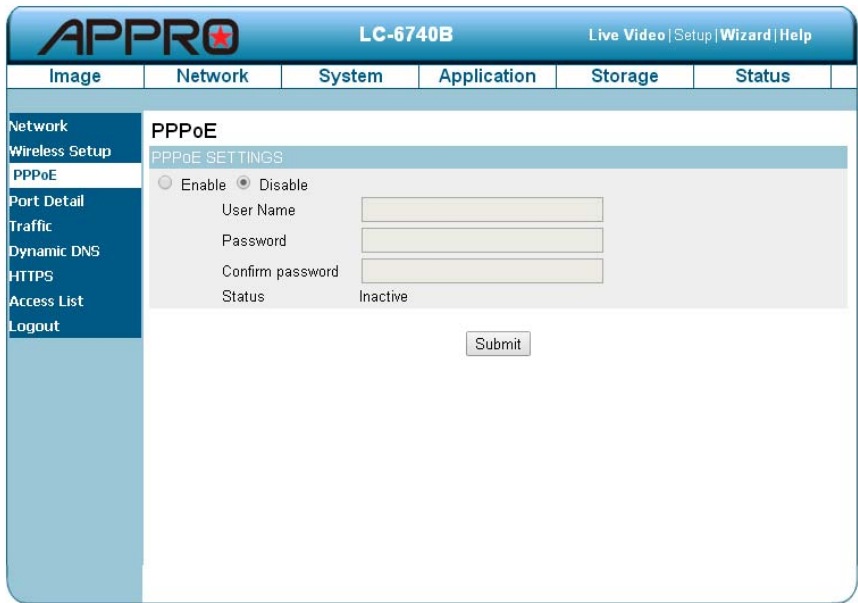 APPRO LC-6740B Live Video | Setup | Wizard | Help
Image Network System Application Storage Status
Network
Wireless Setup
PPPoE
Port Detail
Traffic
Dynamic DNS
HTTPS
Access List
Logout
PPPoE
PPPoE SETTINGS
Enable Disable
User Name
Password
Confirm password
Status Inactive
Submit